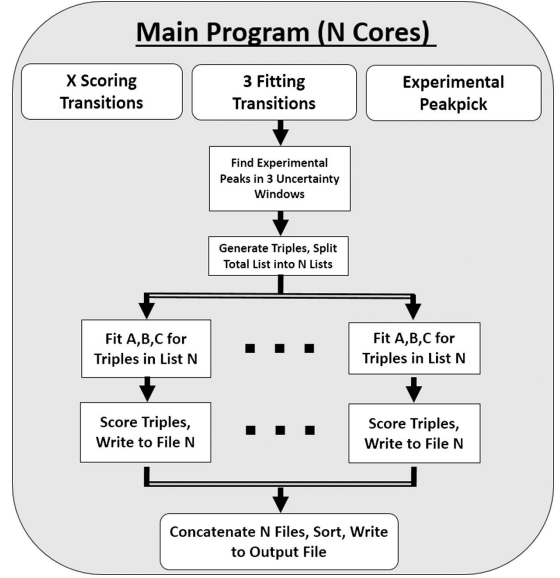 Main Program (N Cores)
X Scoring
Transitions
3 Fitting
Transitions
Experimental
Peakpick
Find Experimental
Peaks in 3 Uncertainty
Windows
Generate Triples, Split
Total List into N Lists
Fit A,B,C for
Triples in List N
Fit A,B,C for
Triples in List N
Score Triples,
Write to File N
Score Triples,
Write to File N
Concatenate N Files, Sort, Write
to Output File